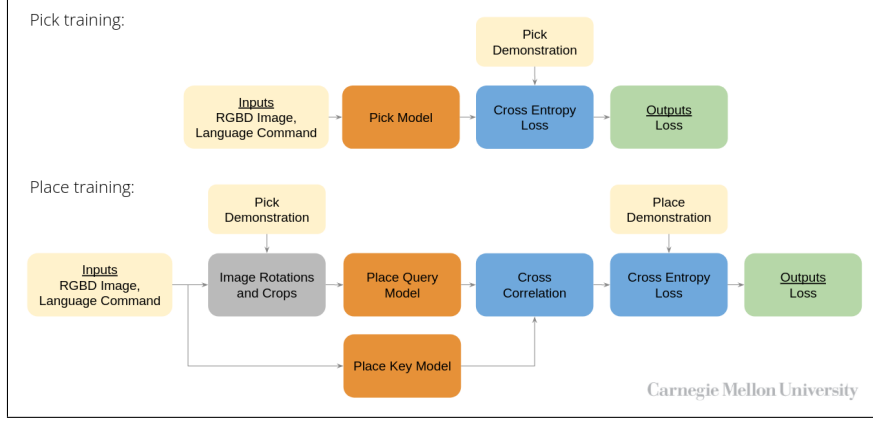 Pick training:
Pick
Demonstration
Inputs
RGBD Image,
Language Command
Pick Model
Cross Entropy
Loss
Outputs
Loss
Place training:
Pick
Demonstration
Place
Demonstration
Inputs
RGBD Image,
Language Command
Image Rotations
and Crops
Place Query
Model
Cross
Correlation
Cross Entropy
Loss
Outputs
Loss
Place Key Model
Carnegie Mellon University